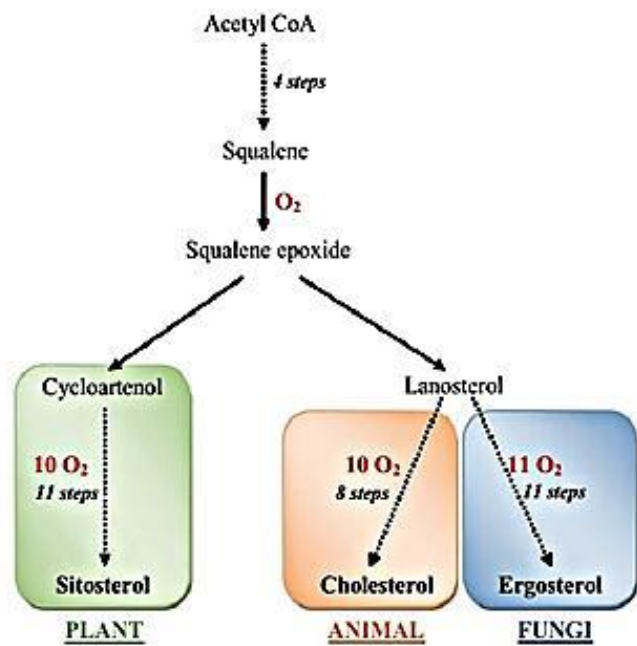 Acetyl CoA
4 steps
Squalene
O₂
Squalene epoxide
Cycloartenol
Lanosterol
10 O₂
11 steps
10 O₂
8 steps
11 O₂
11 steps
Sitosterol
Cholesterol
Ergosterol
PLANT
ANIMAL
FUNGI